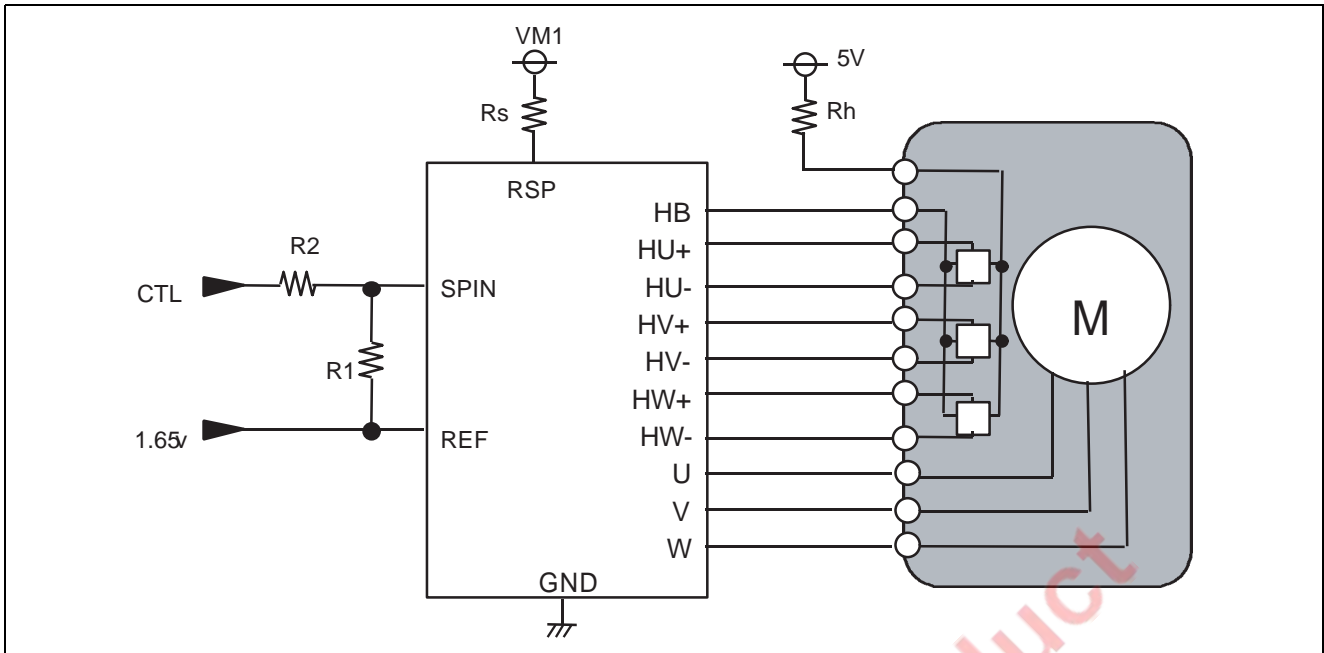 VM1
5V
Rs
Rh
RSP
HB
R2
HU+
CTL
SPIN
HU-
HV+
R1
HV-
HW+
1.65v
REF
HW-
U
V
W
M
GND
duct